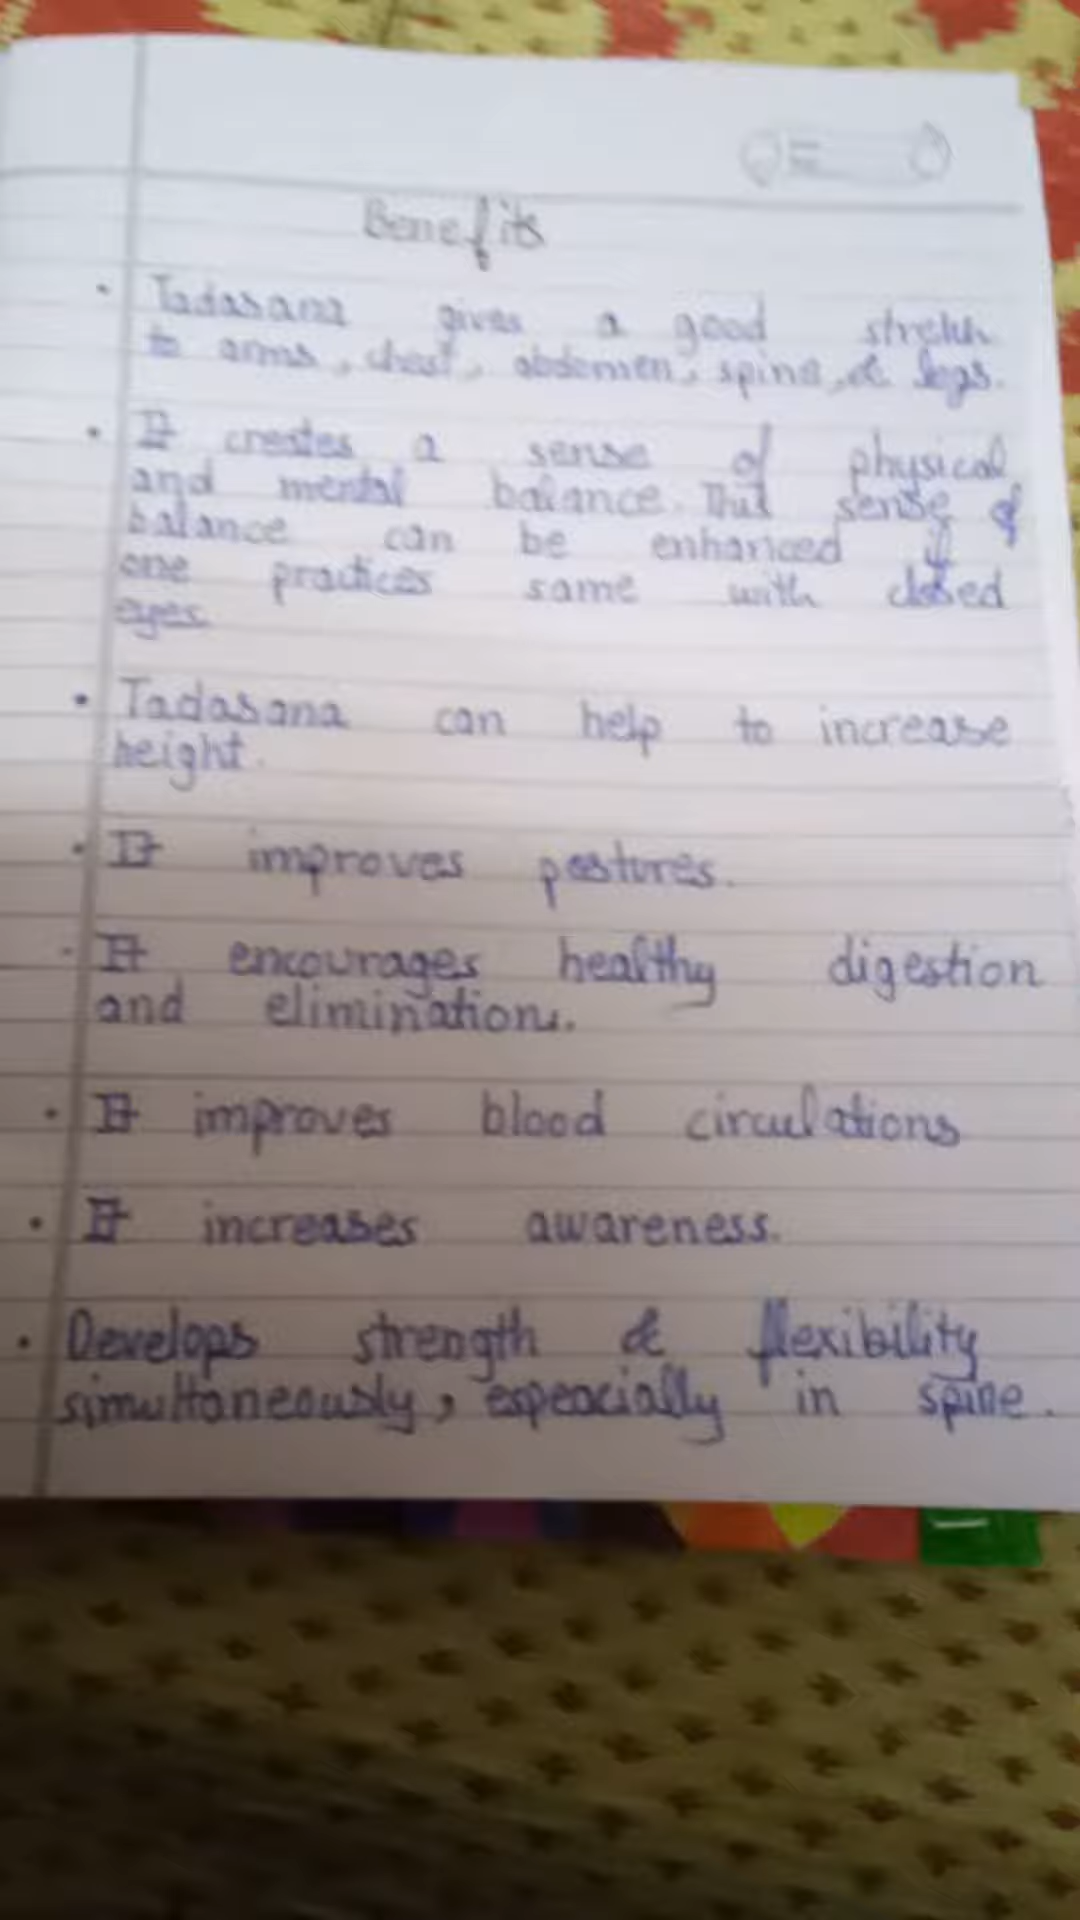 Benefits
• Tadasana gives a good stretch
to arms, chest, abdomen, spine, & legs.
• It creates a sense of physical
and mental balance. This sense of
balance can be enhanced if
one practices same with closed
eyes.
• Tadasana can help to increase
height.
• It improves postures.
• It encourages healthy digestion
and elimination.
• It improves blood circulations
• It increases awareness.
• Develops strength & flexibility
simultaneously, espeacially in spine.